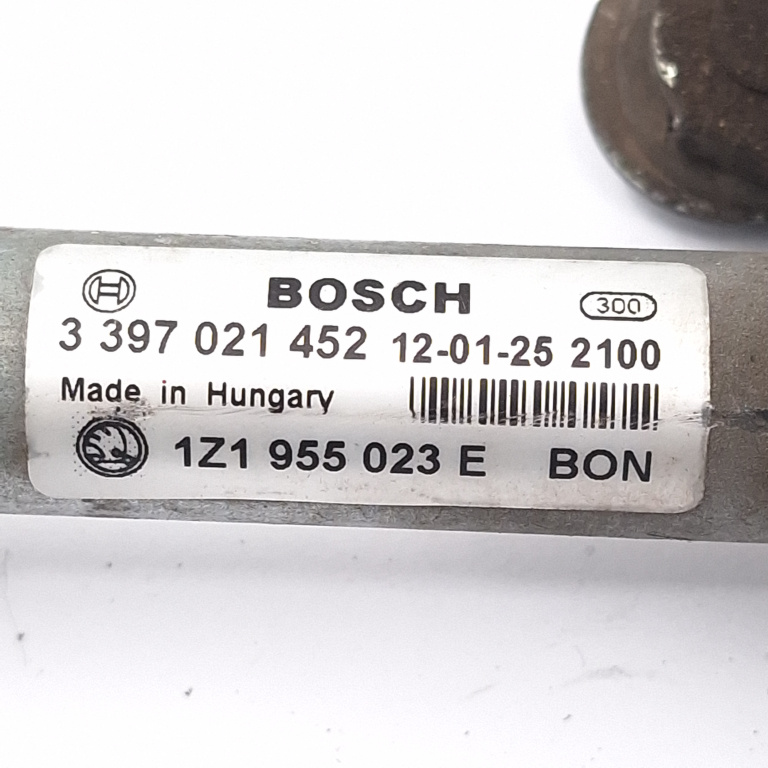 BOSCH 300
3 397 021 452 12-01-25 2100
Made in Hungary
1Z1 955 023 E BON